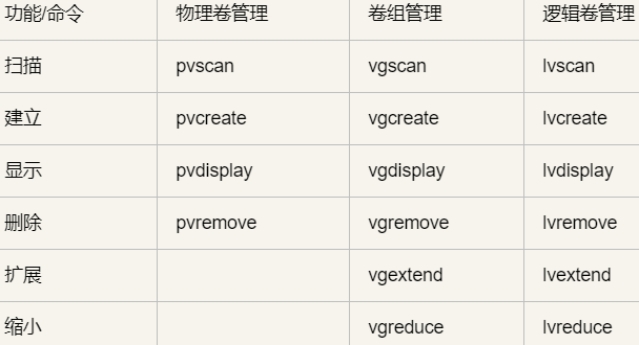 功能/命令 物理卷管理 卷组管理 逻辑卷管理
扫描 pvscan vgscan lvscan
建立 pvcreate vgcreate lvcreate
显示 pvdisplay vgdisplay lvdisplay
删除 pvremove vgremove lvremove
扩展 vgextend lvextend
缩小 vgreduce lvreduce